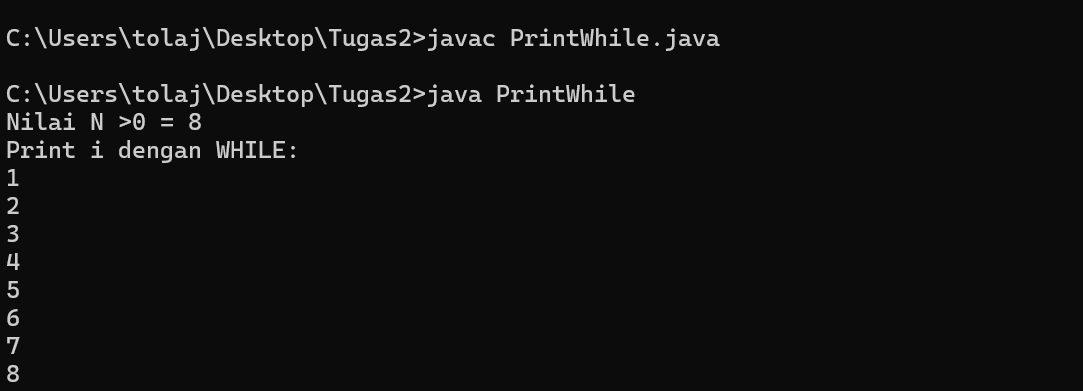 C:\Users\tolaj\Desktop\Tugas2>javac PrintWhile.java
C:\Users\tolaj\Desktop\Tugas2>java PrintWhile
Nilai N >0 = 8
Print i dengan WHILE:
1
2
3
4
5
6
7
8